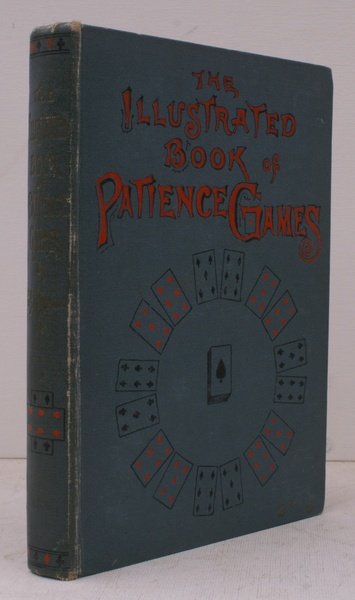 THE
ILLUSTRATED
BOOK OF
PATIENCE GAMES